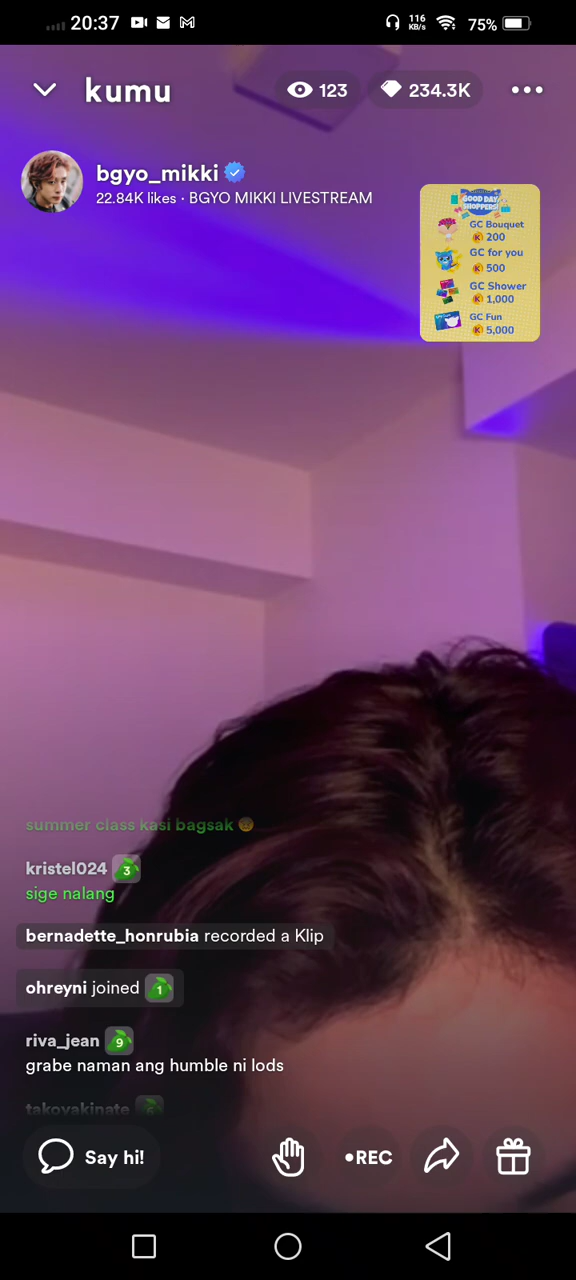 20:37
116
KB/s
75%
kumu
123
234.3K
bgyo_mikki
22.84K likes · BGYO MIKKI LIVESTREAM
GOOD DAY
SHOPPERS
GC Bouquet
K 200
GC for you
K 500
GC Shower
K 1,000
GC Fun
K 5,000
summer class kasi bagsak 🤕
kristel024 3
sige nalang
bernadette_honrubia recorded a Klip
ohreyni joined 1
riva_jean 9
grabe naman ang humble ni lods
takoyakinate 6
Say hi!
•REC